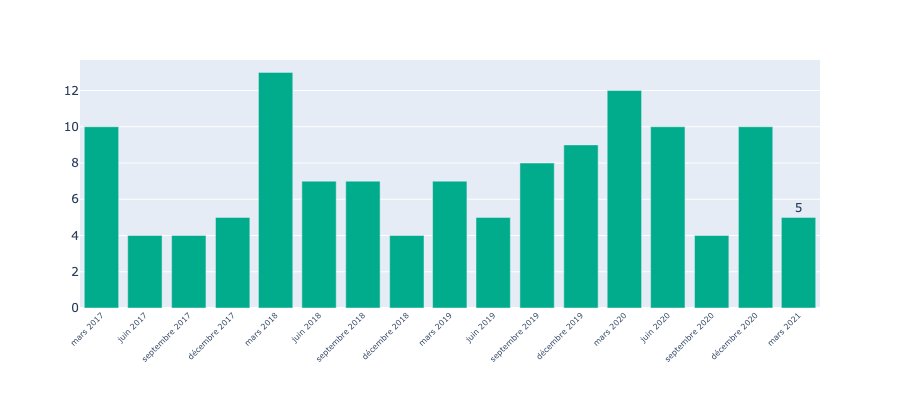 12
10
8
6
4
2
0
5
mars 2017
juin 2017
septembre 2017
décembre 2017
mars 2018
juin 2018
septembre 2018
décembre 2018
mars 2019
juin 2019
septembre 2019
décembre 2019
mars 2020
juin 2020
septembre 2020
décembre 2020
mars 2021